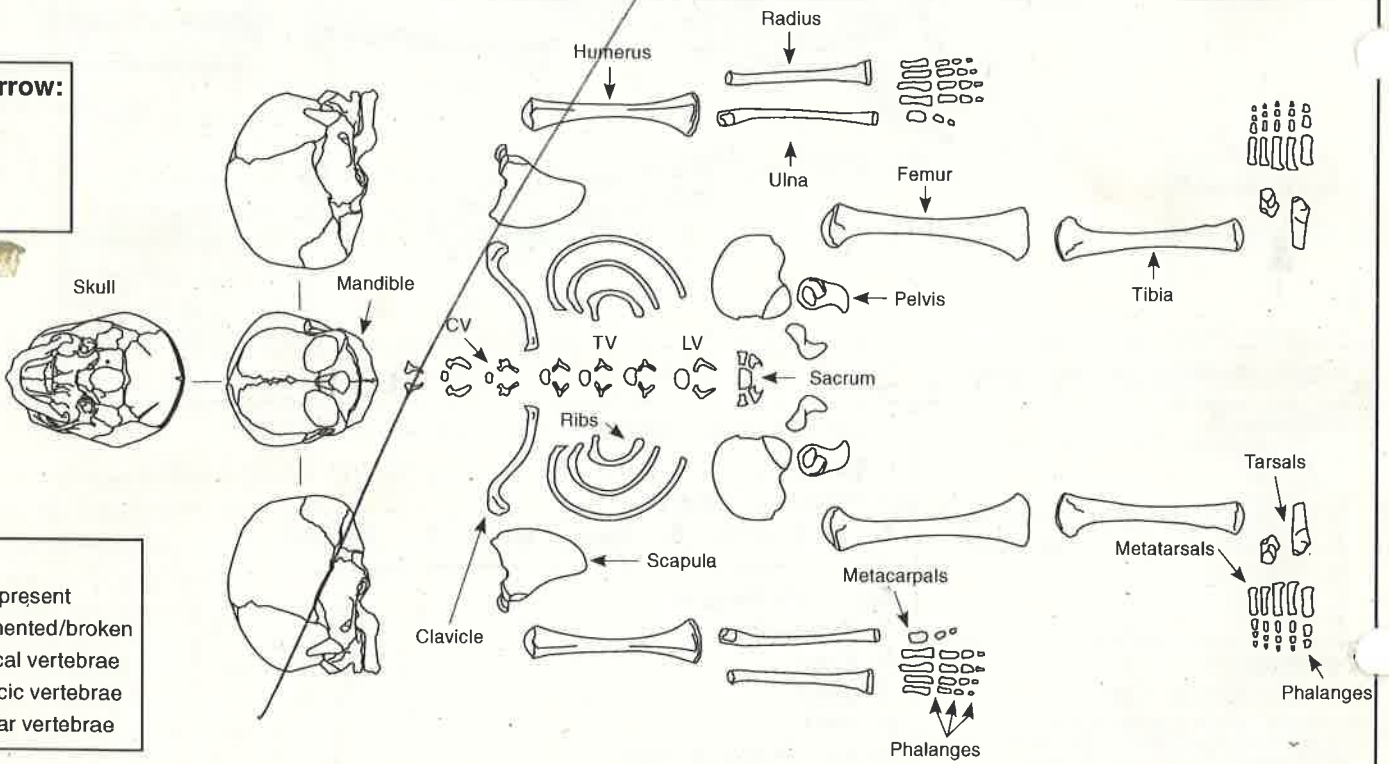 Radius
Humerus
Ulna
Femur
Tibia
Skull
Mandible
Pelvis
CV
TV
LV
Sacrum
Ribs
Scapula
Clavicle
Metacarpals
Phalanges
Tarsals
Metatarsals
Phalanges
rrow:
present
nented/broken
cal vertebrae
cic vertebrae
ar vertebrae